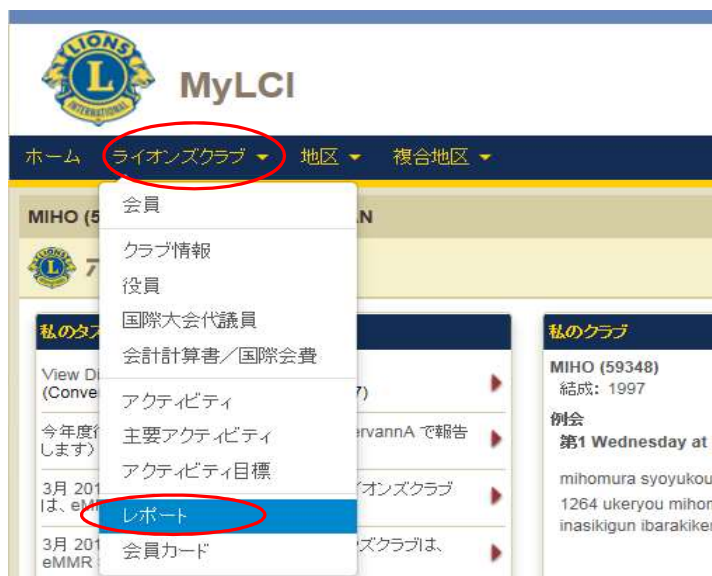 LIONS
L
INTERNATIONAL
MyLCI
ホーム ライオンズクラブ 地区 複合地区
会員
クラブ情報
役員
国際大会代議員
会計計算書／国際会費
アクティビティ
主要アクティビティ
アクティビティ目標
レポート
会員カード
MIHO (5
N
私のタス
View Di
(Conve
7)
今年度
ervannA で報告
します)
3月 201
イオンズクラブ
は、eM
3月 201
ズクラブは、
eMMR
私のクラブ
MIHO (59348)
結成: 1997
例会
第1 Wednesday at
mihomura syoyukou
1264 ukeryou mihom
inasikigun ibarakiken